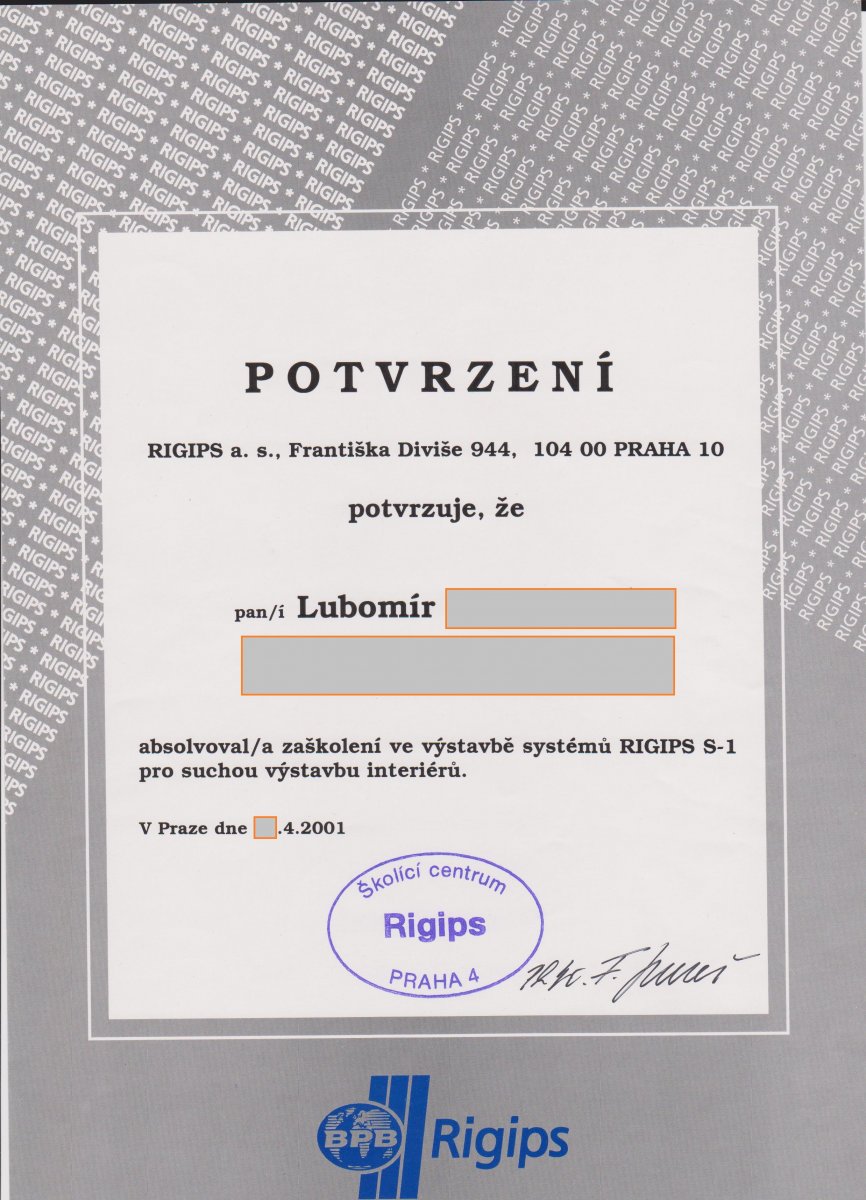 POTVRZENÍ
RIGIPS a. s., Františka Diviše 944, 104 00 PRAHA 10
potvrzuje, že
pan/í Lubomír
absolvoval/a zaškolení ve výstavbě systémů RIGIPS S-1
pro suchou výstavbu interiérů.
V Praze dne .4.2001
Školící centrum
Rigips
PRAHA 4
BPB Rigips